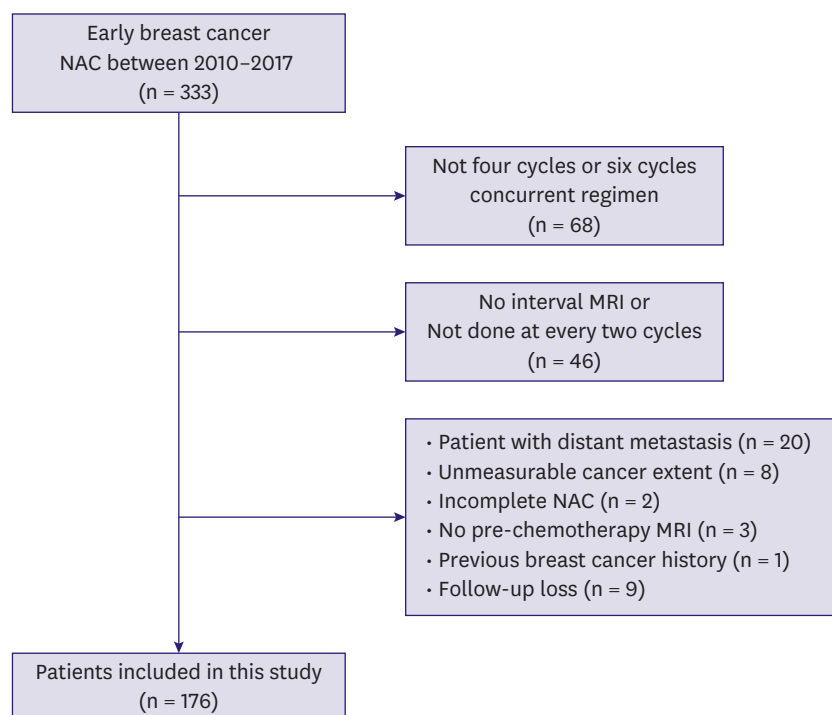 Early breast cancer
NAC between 2010–2017
(n = 333)
Not four cycles or six cycles
concurrent regimen
(n = 68)
No interval MRI or
Not done at every two cycles
(n = 46)
· Patient with distant metastasis (n = 20)
· Unmeasurable cancer extent (n = 8)
· Incomplete NAC (n = 2)
· No pre-chemotherapy MRI (n = 3)
· Previous breast cancer history (n = 1)
· Follow-up loss (n = 9)
Patients included in this study
(n = 176)